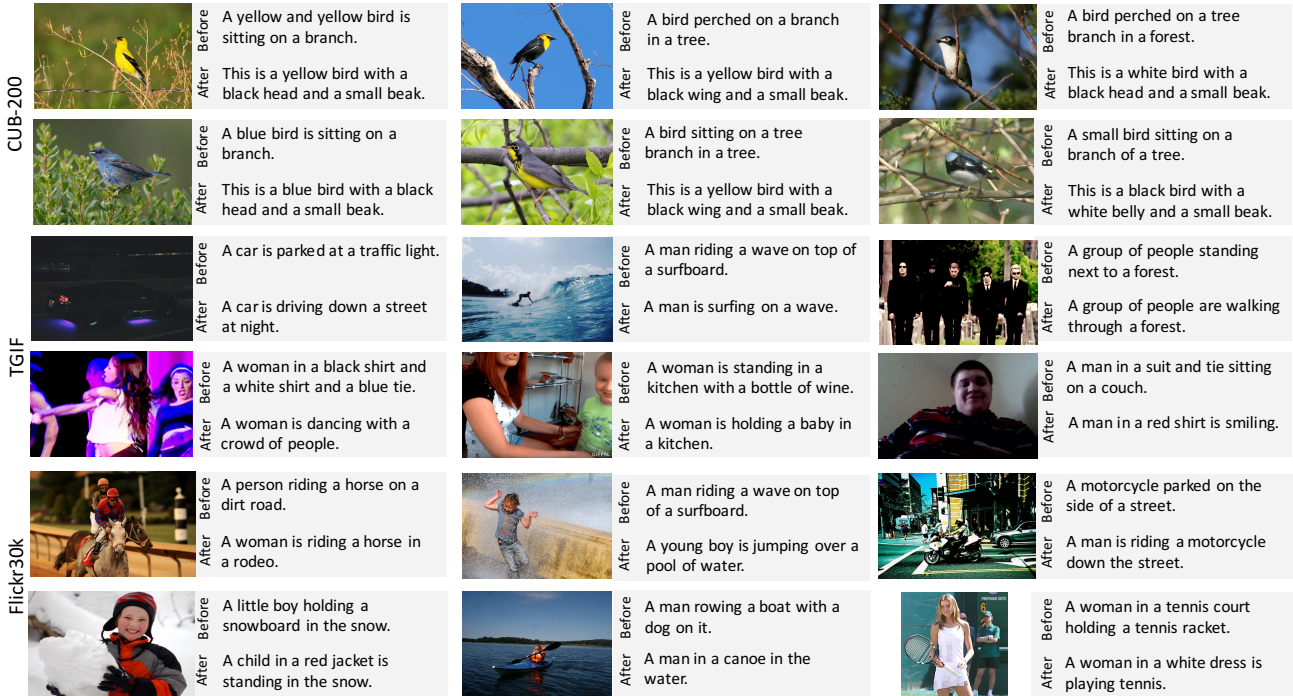 CUB-200
Before
A yellow and yellow bird is
sitting on a branch.
After
This is a yellow bird with a
black head and a small beak.
Before
A bird perched on a branch
in a tree.
After
This is a yellow bird with a
black wing and a small beak.
Before
A bird perched on a tree
branch in a forest.
After
This is a white bird with a
black head and a small beak.
Before
A blue bird is sitting on a
branch.
After
This is a blue bird with a black
head and a small beak.
Before
A bird sitting on a tree
branch in a tree.
After
This is a yellow bird with a
black wing and a small beak.
Before
A small bird sitting on a
branch of a tree.
After
This is a black bird with a
white belly and a small beak.
TGIF
Before
A car is parked at a traffic light.
After
A car is driving down a street
at night.
Before
A man riding a wave on top of
a surfboard.
After
A man is surfing on a wave.
Before
A group of people standing
next to a forest.
After
A group of people are walking
through a forest.
Before
A woman in a black shirt and
a white shirt and a blue tie.
After
A woman is dancing with a
crowd of people.
Before
A woman is standing in a
kitchen with a bottle of wine.
After
A woman is holding a baby in
a kitchen.
Before
A man in a suit and tie sitting
on a couch.
After
A man in a red shirt is smiling.
Flickr30k
Before
A person riding a horse on a
dirt road.
After
A woman is riding a horse in
a rodeo.
Before
A man riding a wave on top
of a surfboard.
After
A young boy is jumping over a
pool of water.
Before
A motorcycle parked on the
side of a street.
After
A man is riding a motorcycle
down the street.
Before
A little boy holding a
snowboard in the snow.
After
A child in a red jacket is
standing in the snow.
Before
A man rowing a boat with a
dog on it.
After
A man in a canoe in the
water.
PREVIOUS SETS
6
Before
A woman in a tennis court
holding a tennis racket.
After
A woman in a white dress is
playing tennis.